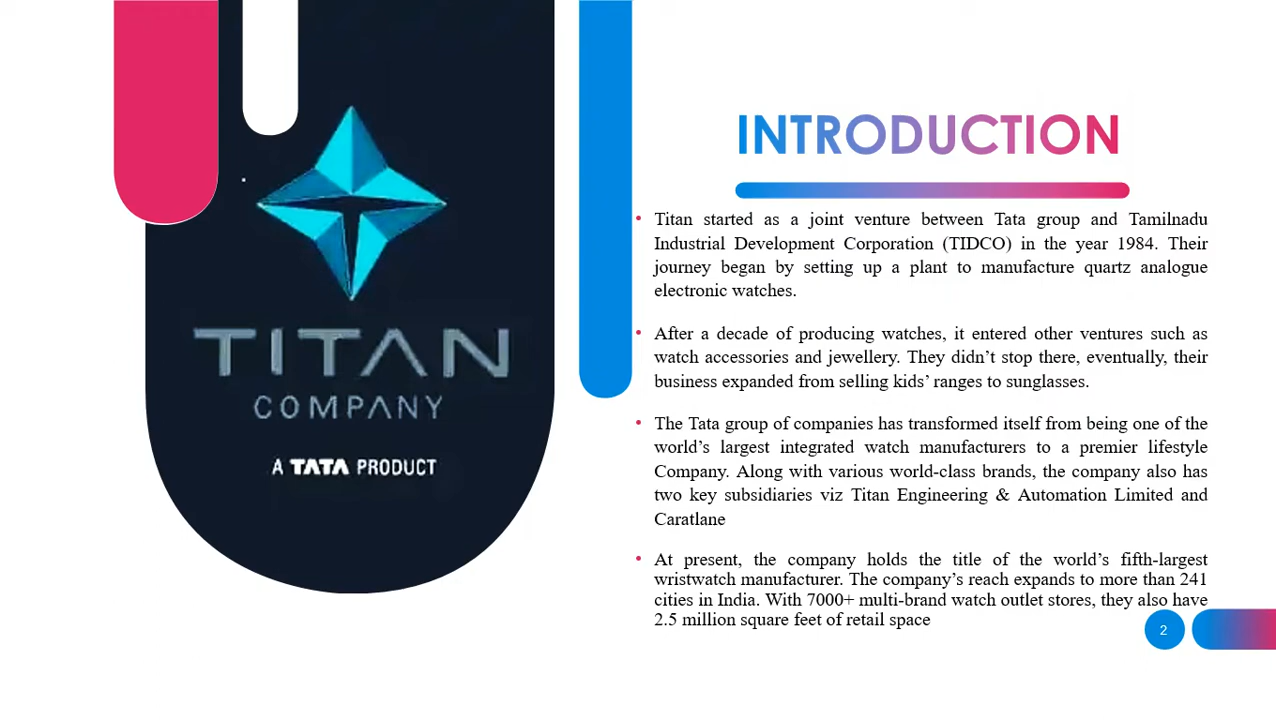 TITAN
COMPANY
A TATA PRODUCT
INTRODUCTION
• Titan started as a joint venture between Tata group and Tamilnadu
Industrial Development Corporation (TIDCO) in the year 1984. Their
journey began by setting up a plant to manufacture quartz analogue
electronic watches.
• After a decade of producing watches, it entered other ventures such as
watch accessories and jewellery. They didn’t stop there, eventually, their
business expanded from selling kids’ ranges to sunglasses.
• The Tata group of companies has transformed itself from being one of the
world’s largest integrated watch manufacturers to a premier lifestyle
Company. Along with various world-class brands, the company also has
two key subsidiaries viz Titan Engineering & Automation Limited and
Caratlane
• At present, the company holds the title of the world’s fifth-largest
wristwatch manufacturer. The company’s reach expands to more than 241
cities in India. With 7000+ multi-brand watch outlet stores, they also have
2.5 million square feet of retail space
2